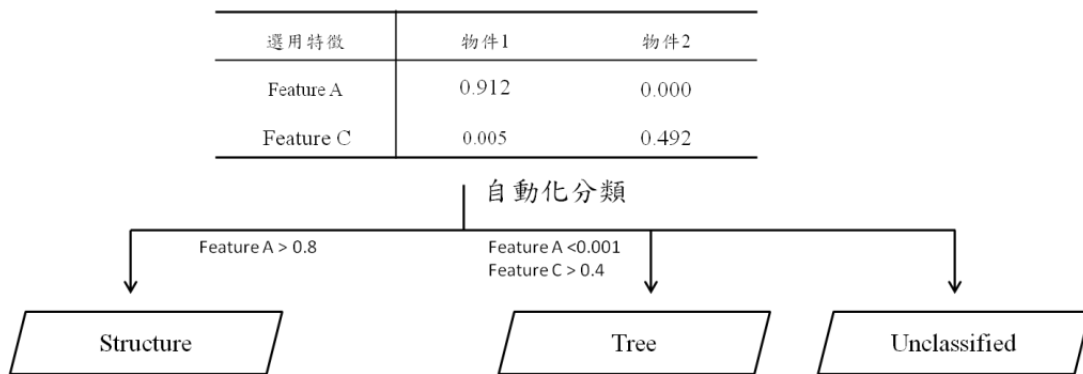 選用特徵 物件1 物件2
Feature A 0.912 0.000
Feature C 0.005 0.492
自動化分類
Feature A > 0.8
Feature A <0.001
Feature C > 0.4
Structure
Tree
Unclassified